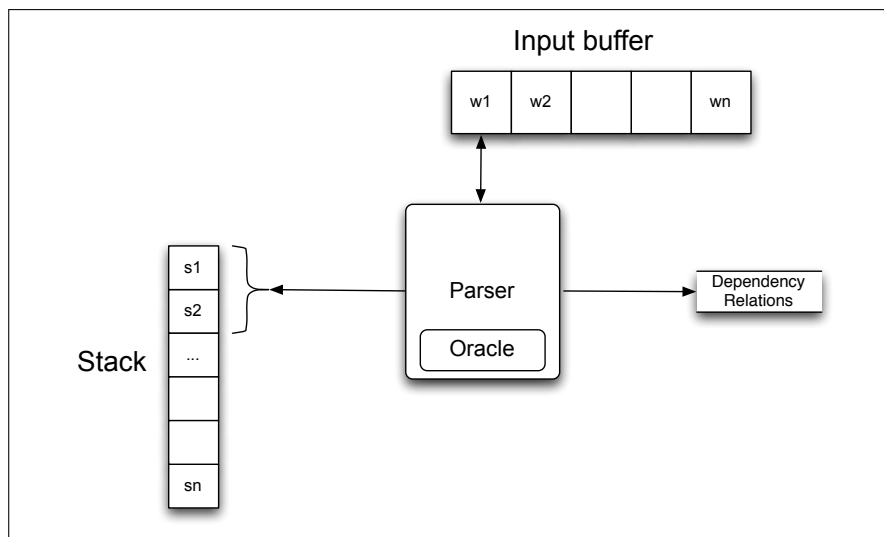 Input buffer
w1 w2 wn
s1
s2
...
sn
Stack
Parser
Oracle
Dependency
Relations